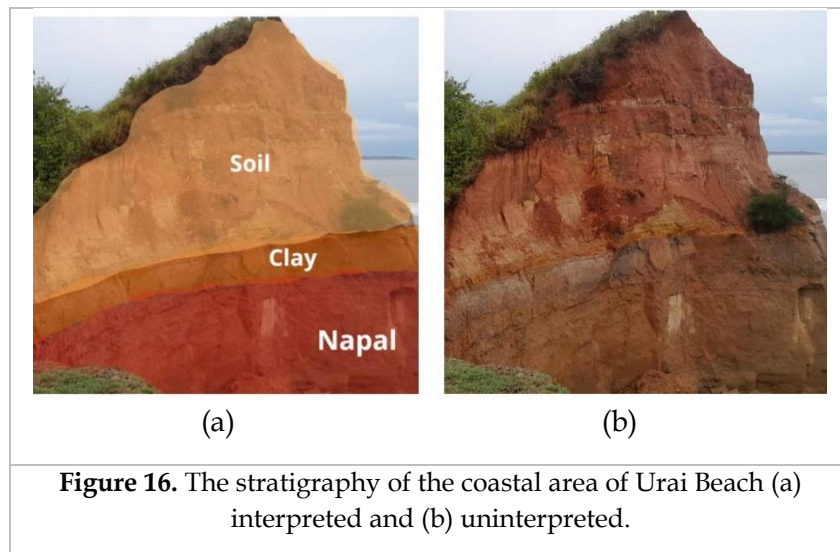 Soil
Clay
Napal
(a)
(b)
Figure 16. The stratigraphy of the coastal area of Urai Beach (a)
interpreted and (b) uninterpreted.